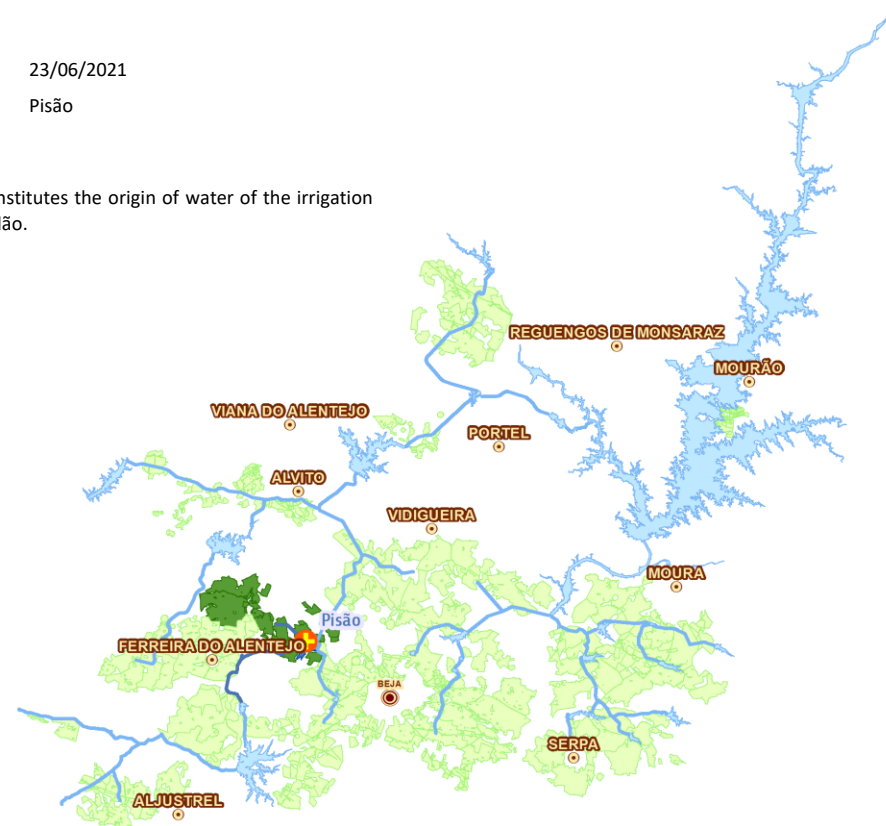 23/06/2021
Pisão
nstitutes the origin of water of the irrigation
lão.
REGUENGOS DE MONSARAZ
MOURÃO
VIANA DO ALENTEJO
PORTEL
ALVITO
VIDIGUEIRA
MOURA
Pisão
FERREIRA DO ALENTEJO
BEJA
SERPA
ALJUSTREL